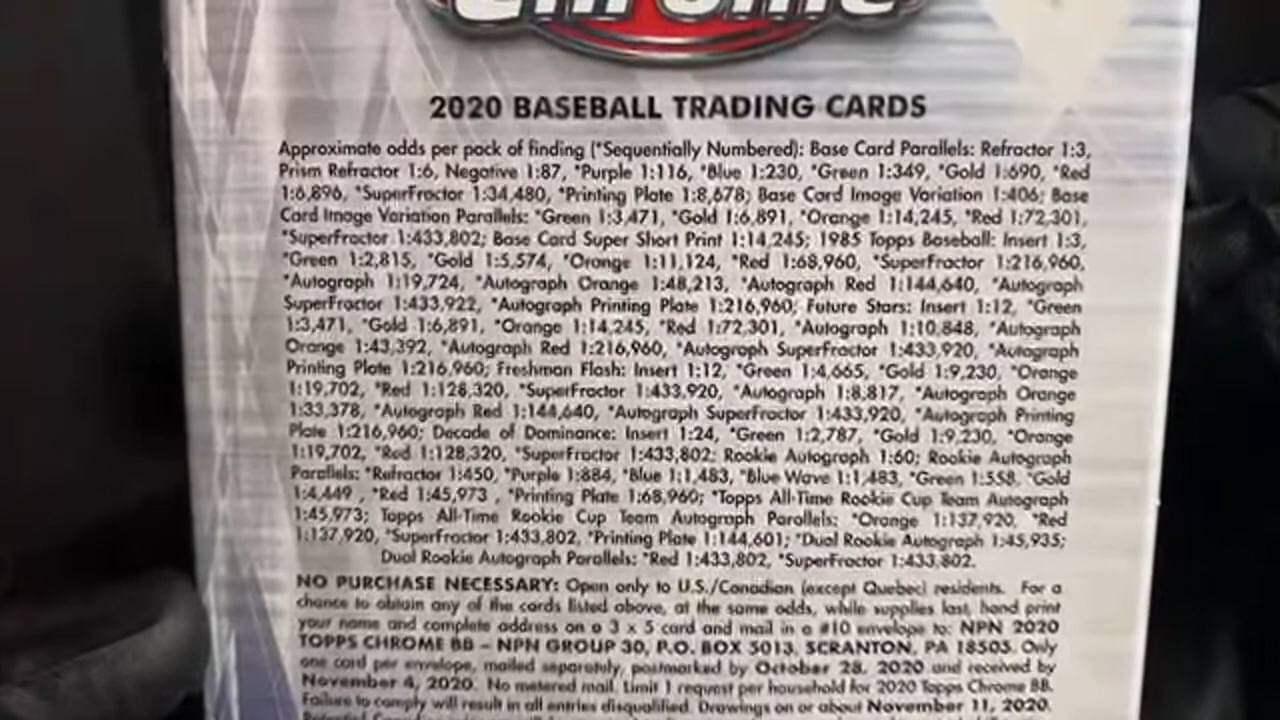 Chrome
2020 BASEBALL TRADING CARDS
Approximate odds per pack of finding (*Sequentially Numbered): Base Card Parallels: Refractor 1:3,
Prism Refractor 1:6, Negative 1:87, *Purple 1:116, *Blue 1:230, *Green 1:349, *Gold 1:690, *Red
1:6,896, *SuperFractor 1:34,480, *Printing Plate 1:8,678; Base Card Image Variation 1:406; Base
Card Image Variation Parallels: *Green 1:3,471, *Gold 1:6,891, *Orange 1:14,245, *Red 1:72,301,
*SuperFractor 1:433,802; Base Card Super Short Print 1:14,245; 1985 Topps Baseball: Insert 1:3,
*Green 1:2,815, *Gold 1:5,574, *Orange 1:11,124, *Red 1:68,960, *SuperFractor 1:216,960,
*Autograph 1:19,724, *Autograph Orange 1:48,213, *Autograph Red 1:144,640, *Autograph
SuperFractor 1:433,922, *Autograph Printing Plate 1:216,960; Future Stars: Insert 1:12, *Green
1:3,471, *Gold 1:6,891, *Orange 1:14,245, *Red 1:72,301, *Autograph 1:10,848, *Autograph
Orange 1:43,392, *Autograph Red 1:216,960, *Autograph SuperFractor 1:433,920, *Autograph
Printing Plate 1:216,960; Freshman Flash: Insert 1:12, *Green 1:4,665, *Gold 1:9,230, *Orange
1:19,702, *Red 1:128,320, *SuperFractor 1:433,920, *Autograph 1:8,817, *Autograph Orange
1:33,378, *Autograph Red 1:144,640, *Autograph SuperFractor 1:433,920, *Autograph Printing
Plate 1:216,960; Decade of Dominance: Insert 1:24, *Green 1:2,787, *Gold 1:9,230, *Orange
1:19,702, *Red 1:128,320, *SuperFractor 1:433,802; Rookie Autograph 1:60; Rookie Autograph
Parallels: *Refractor 1:450, *Purple 1:884, *Blue 1:1,483, *Blue Wave 1:1,483, *Green 1:558, *Gold
1:4,449 , *Red 1:45,973 , *Printing Plate 1:68,960; *Topps All-Time Rookie Cup Team Autograph
1:45,973; Topps All-Time Rookie Cup Team Autograph Parallels: *Orange 1:137,920, *Red
1:137,920, *SuperFractor 1:433,802, *Printing Plate 1:144,601; *Dual Rookie Autograph 1:45,935;
Dual Rookie Autograph Parallels: *Red 1:433,802, *SuperFractor 1:433,802.
NO PURCHASE NECESSARY: Open only to U.S./Canadian (except Quebec) residents. For a
chance to obtain any of the cards listed above, at the same odds, while supplies last, hand print
your name and complete address on a 3 x 5 card and mail in a #10 envelope to: NPN 2020
TOPPS CHROME BB – NPN GROUP 30, P.O. BOX 5013, SCRANTON, PA 18505. Only
one card per envelope, mailed separately, postmarked by October 28, 2020 and received by
November 4, 2020. No metered mail. Limit 1 request per household for 2020 Topps Chrome BB.
Failure to comply will result in all entries disqualified. Drawings on or about November 11, 2020.